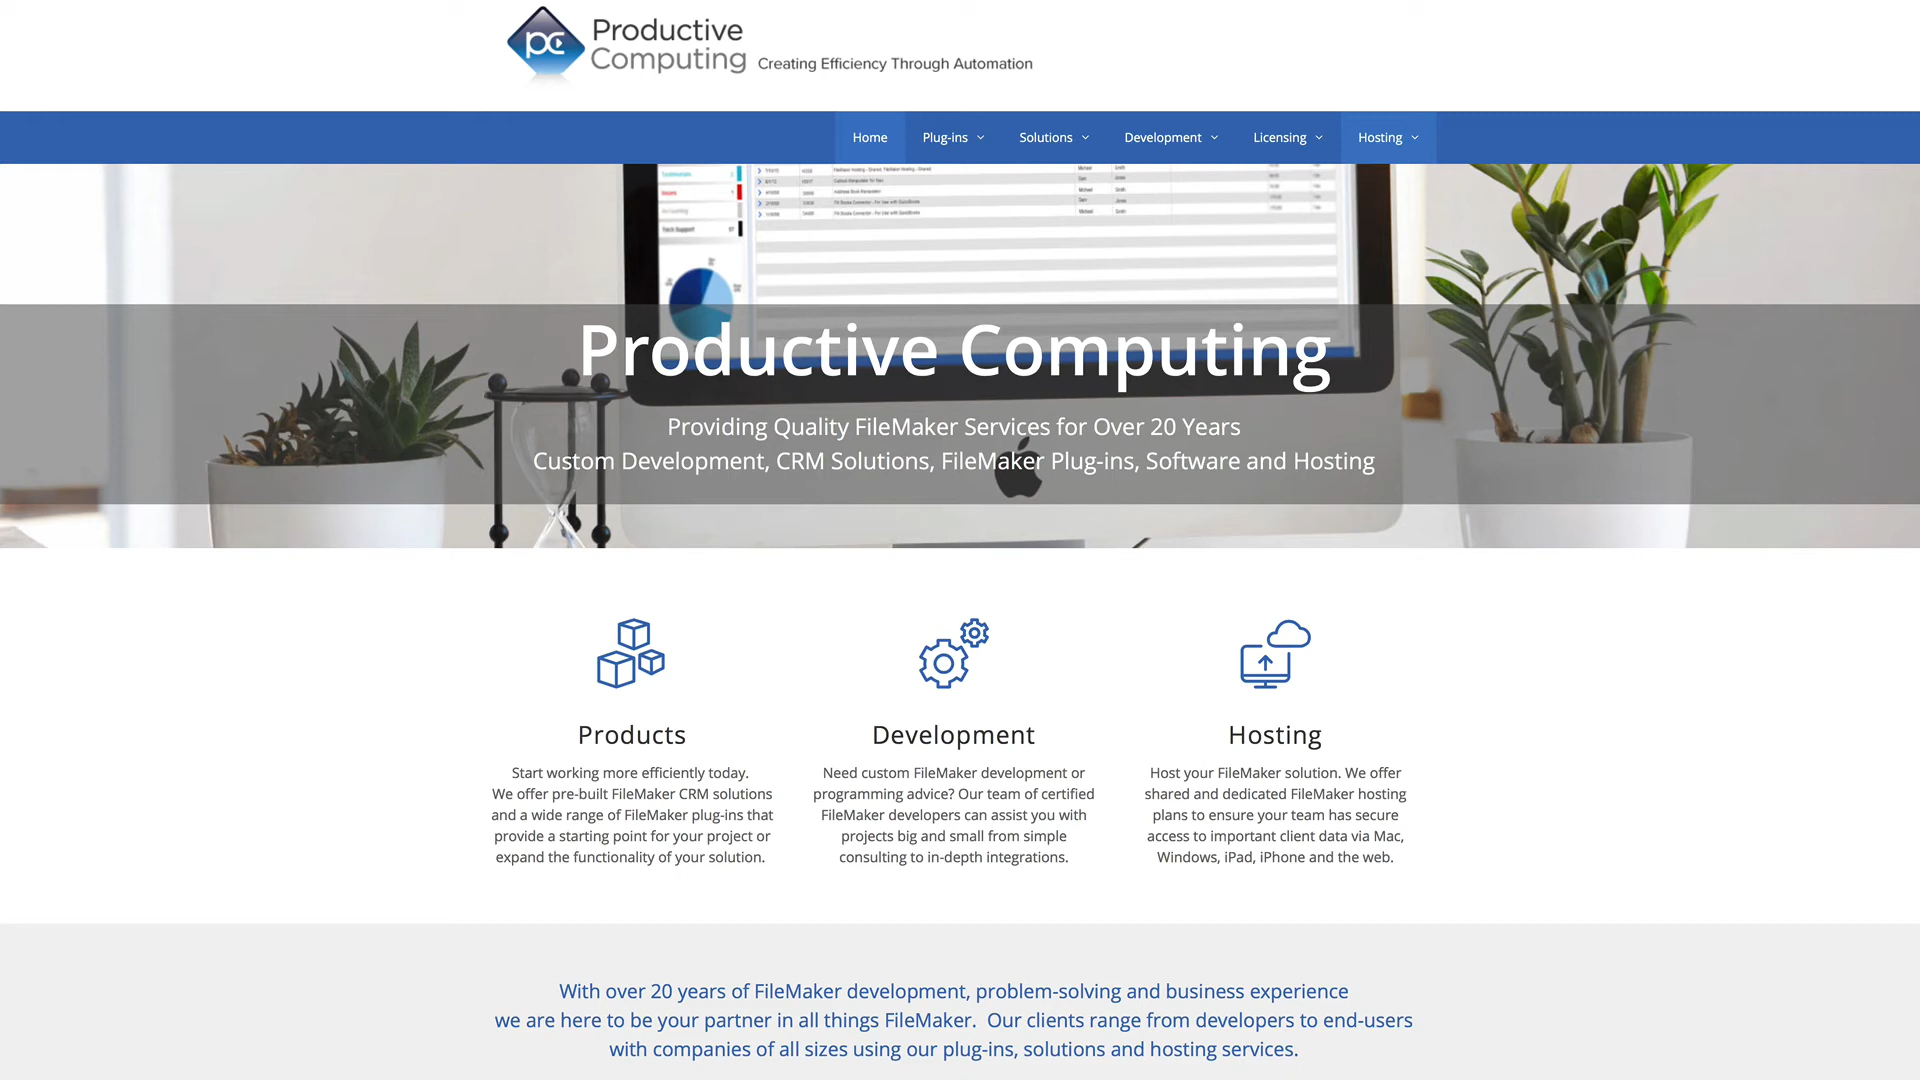 pc Productive
Computing Creating Efficiency Through Automation
Home Plug-ins Solutions Development Licensing Hosting
Productive Computing
Providing Quality FileMaker Services for Over 20 Years
Custom Development, CRM Solutions, FileMaker Plug-ins, Software and Hosting
Products
Start working more efficiently today.
We offer pre-built FileMaker CRM solutions
and a wide range of FileMaker plug-ins that
provide a starting point for your project or
expand the functionality of your solution.
Development
Need custom FileMaker development or
programming advice? Our team of certified
FileMaker developers can assist you with
projects big and small from simple
consulting to in-depth integrations.
Hosting
Host your FileMaker solution. We offer
shared and dedicated FileMaker hosting
plans to ensure your team has secure
access to important client data via Mac,
Windows, iPad, iPhone and the web.
With over 20 years of FileMaker development, problem-solving and business experience
we are here to be your partner in all things FileMaker. Our clients range from developers to end-users
with companies of all sizes using our plug-ins, solutions and hosting services.